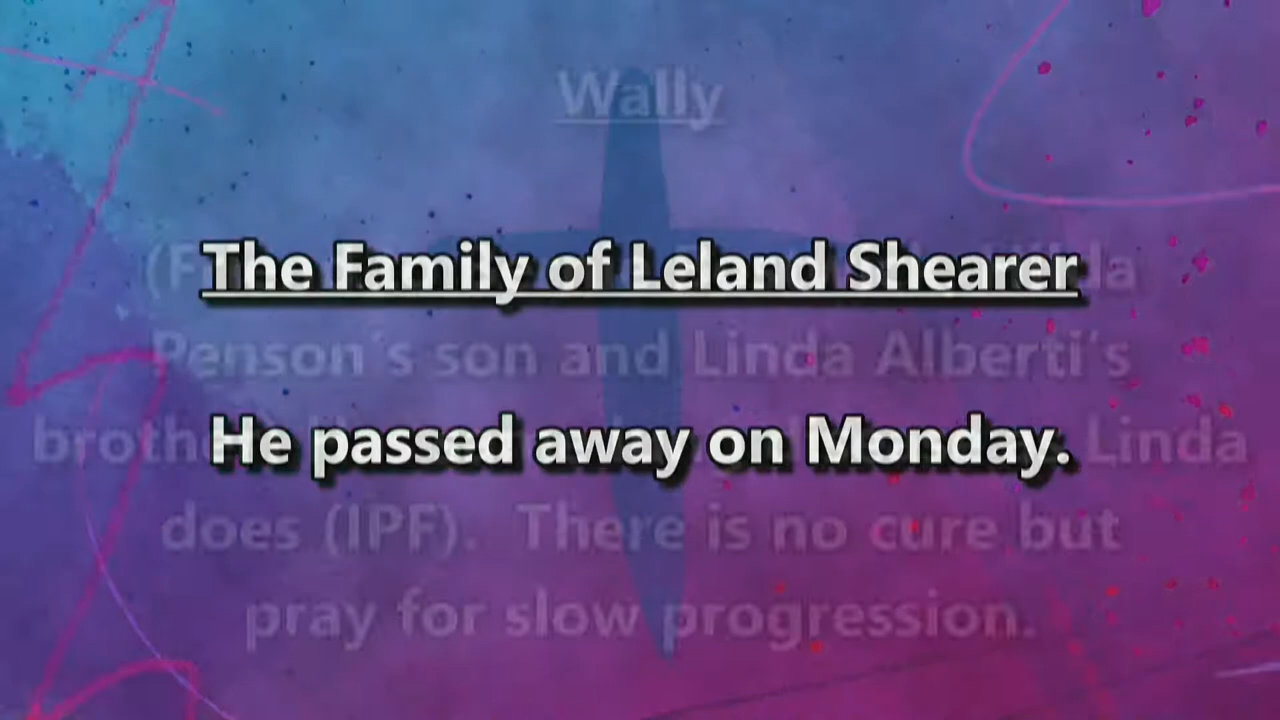 Wally
The Family of Leland Shearer
Penson's son and Linda Alberti's
He passed away on Monday.
Linda
does (IPF). There is no cure but
pray for slow progression.